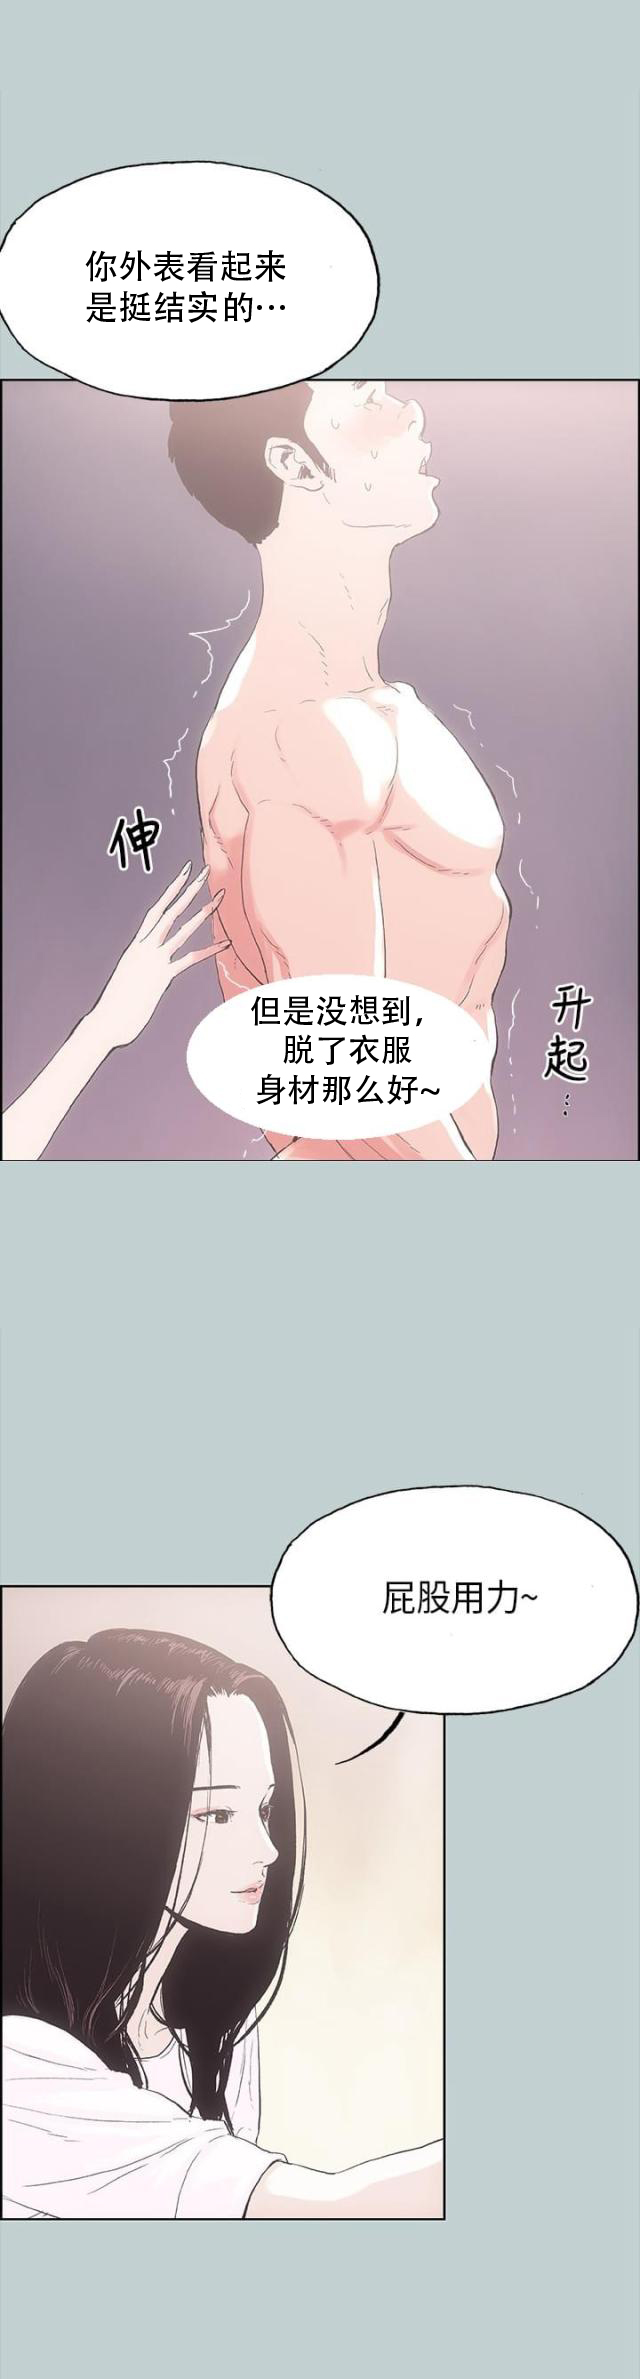 你外表看起来
是挺结实的…
伸
但是没想到，
脱了衣服
身材那么好~
升
起…
屁股用力~